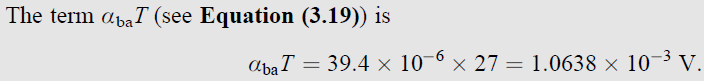 The term α_ba T (see Equation (3.19)) is
α_ba T = 39.4 × 10⁻⁶ × 27 = 1.0638 × 10⁻³ V.